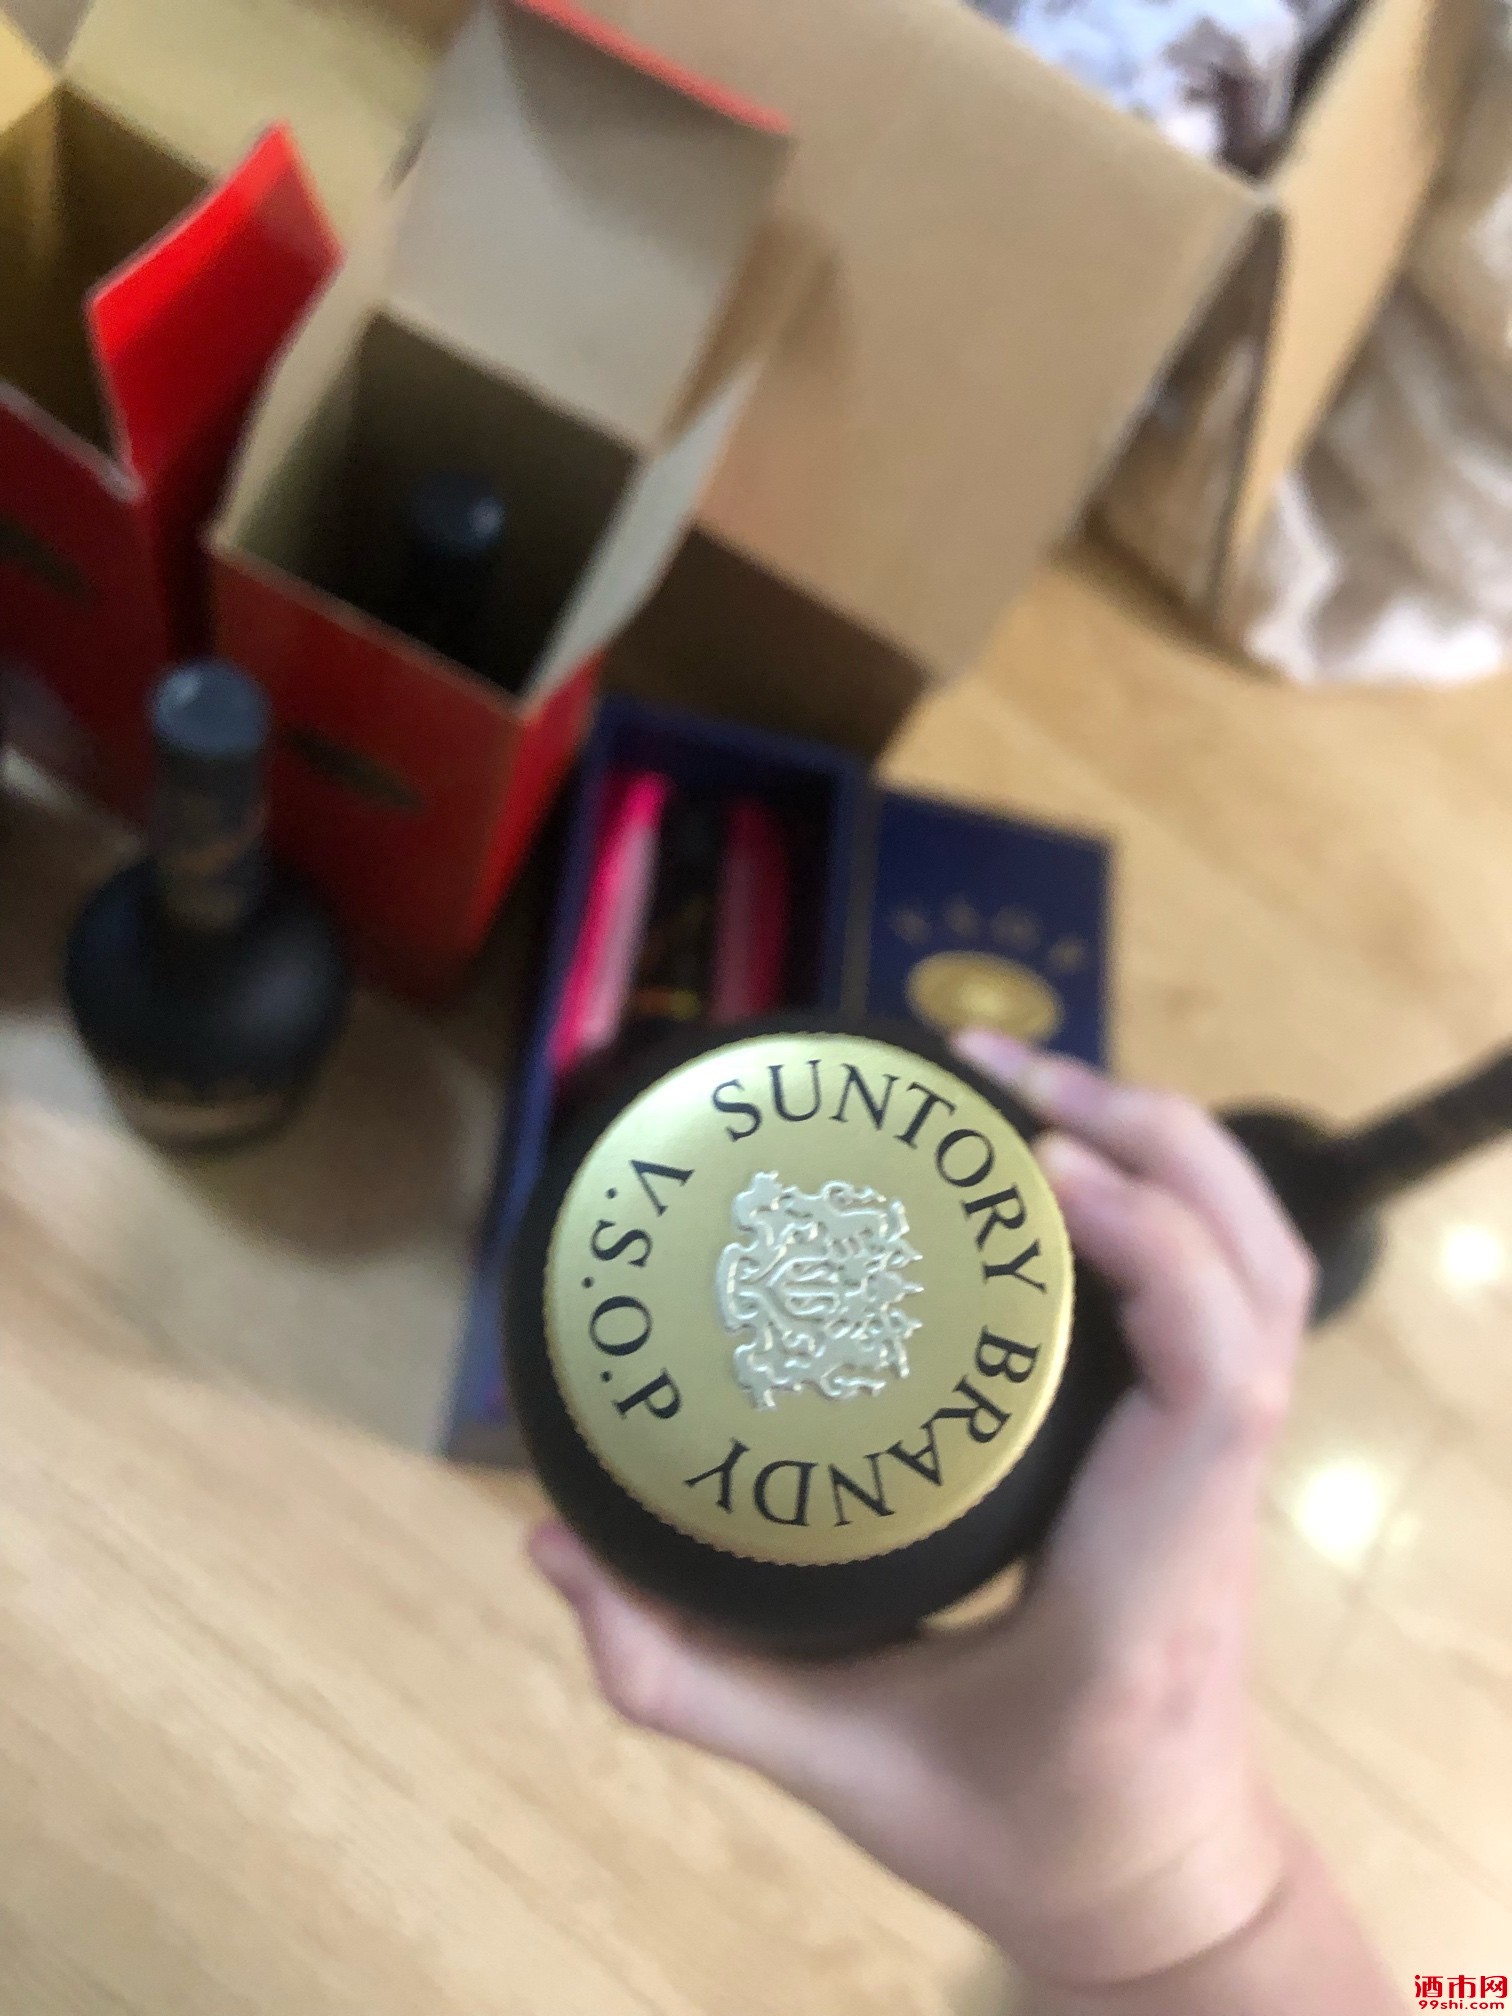 V S O P
SUNTORY BRANDY
V.S.O.P.
酒市网
99shi.com